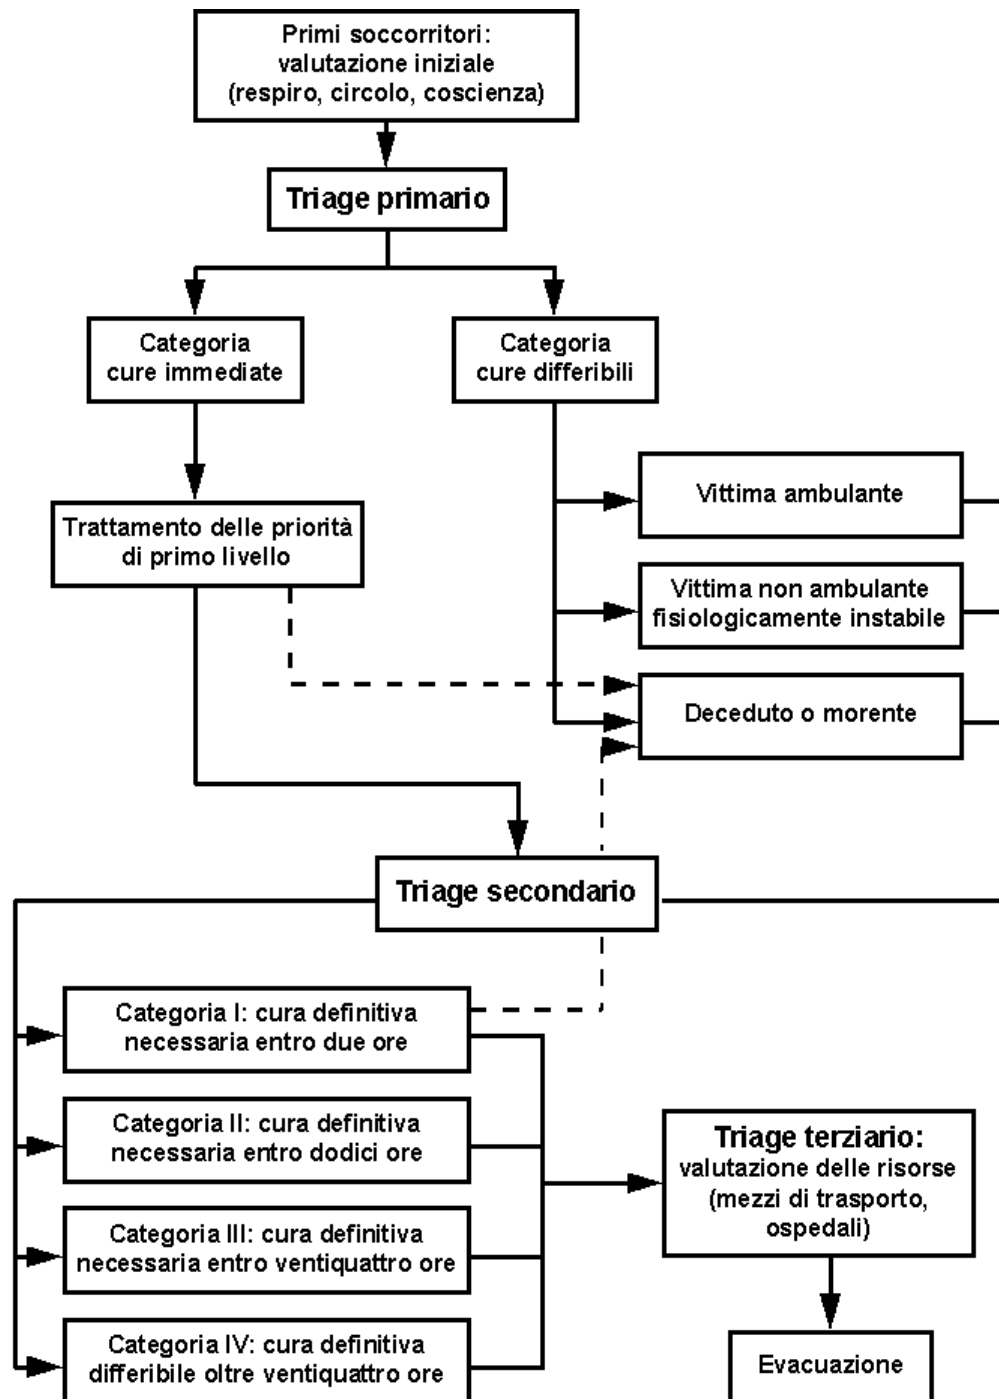 Primi soccorritori:
valutazione iniziale
(respiro, circolo, coscienza)
Triage primario
Categoria
cure immediate
Categoria
cure differibili
Vittima ambulante
Trattamento delle priorità
di primo livello
Vittima non ambulante
fisiologicamente instabile
Deceduto o morente
Triage secondario
Categoria I: cura definitiva
necessaria entro due ore
Categoria II: cura definitiva
necessaria entro dodici ore
Categoria III: cura definitiva
necessaria entro ventiquattro ore
Categoria IV: cura definitiva
differibile oltre ventiquattro ore
Triage terziario:
valutazione delle risorse
(mezzi di trasporto,
ospedali)
Evacuazione